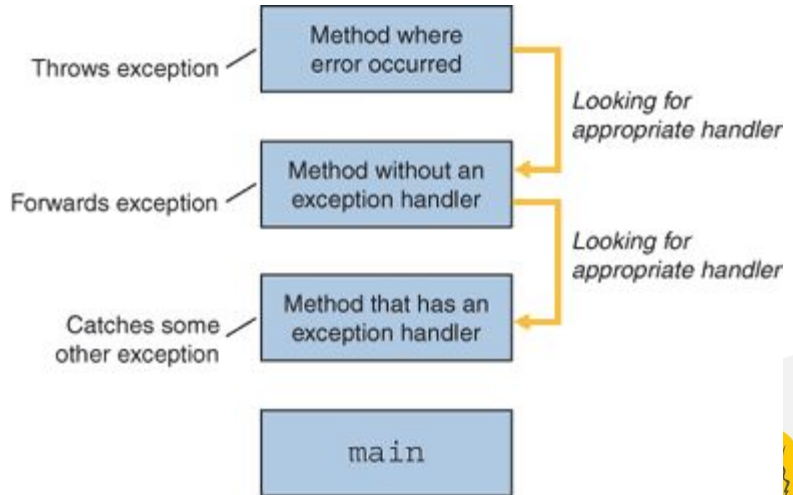 Method where
error occurred
Throws exception
Looking for
appropriate handler
Method without an
exception handler
Forwards exception
Looking for
appropriate handler
Method that has an
exception handler
Catches some
other exception
main